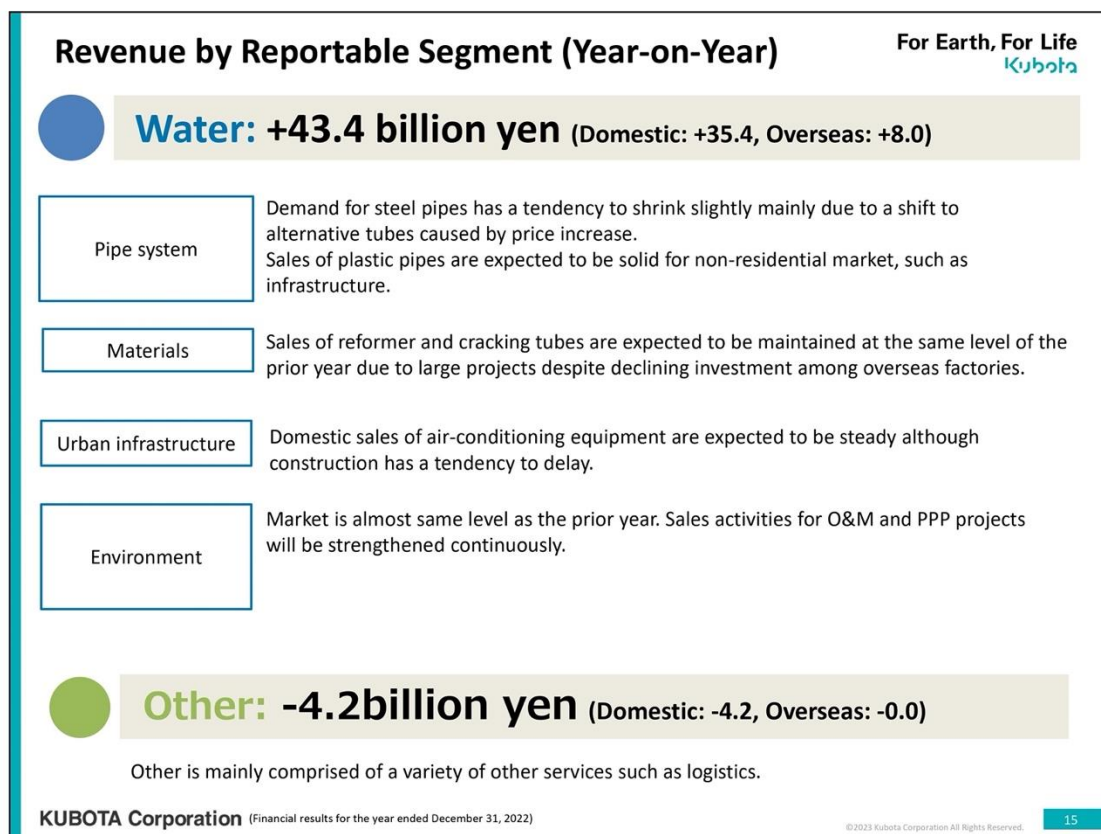 Revenue by Reportable Segment (Year-on-Year)
For Earth, For Life
Kubota
Water: +43.4 billion yen (Domestic: +35.4, Overseas: +8.0)
Pipe system
Demand for steel pipes has a tendency to shrink slightly mainly due to a shift to
alternative tubes caused by price increase.
Sales of plastic pipes are expected to be solid for non-residential market, such as
infrastructure.
Materials
Sales of reformer and cracking tubes are expected to be maintained at the same level of the
prior year due to large projects despite declining investment among overseas factories.
Urban infrastructure
Domestic sales of air-conditioning equipment are expected to be steady although
construction has a tendency to delay.
Environment
Market is almost same level as the prior year. Sales activities for O&M and PPP projects
will be strengthened continuously.
Other: -4.2billion yen (Domestic: -4.2, Overseas: -0.0)
Other is mainly comprised of a variety of other services such as logistics.
KUBOTA Corporation (Financial results for the year ended December 31, 2022)
©2023 Kubota Corporation All Rights Reserved.
15